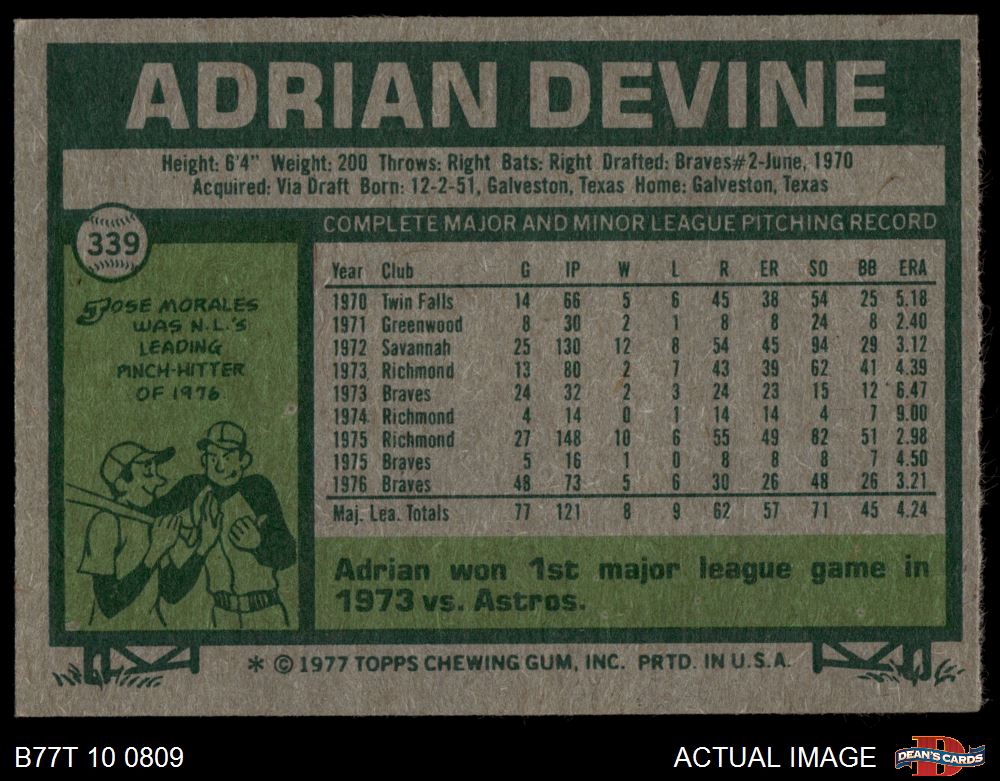 ADRIAN DEVINE
Height: 6'4" Weight: 200 Throws: Right Bats: Right Drafted: Braves#2-June, 1970
Acquired: Via Draft Born: 12-2-51, Galveston, Texas Home: Galveston, Texas
339
COMPLETE MAJOR AND MINOR LEAGUE PITCHING RECORD
JOSE MORALES
WAS N.L.'S
LEADING
PINCH-HITTER
OF 1976
Year Club G IP W L R ER SO BB ERA
1970 Twin Falls 14 66 5 6 45 38 54 25 5.18
1971 Greenwood 8 30 2 1 8 8 24 8 2.40
1972 Savannah 25 130 12 8 54 45 94 29 3.12
1973 Richmond 13 80 2 7 43 39 62 41 4.39
1973 Braves 24 32 2 3 24 23 15 12 6.47
1974 Richmond 4 14 0 1 14 14 4 7 9.00
1975 Richmond 27 148 10 6 55 49 82 51 2.98
1975 Braves 5 16 1 0 8 8 8 7 4.50
1976 Braves 48 73 5 6 30 26 48 26 3.21
Maj. Lea. Totals 77 121 8 9 62 57 71 45 4.24
Adrian won 1st major league game in
1973 vs. Astros.
* © 1977 TOPPS CHEWING GUM, INC. PRTD. IN U.S.A.
B77T 10 0809
ACTUAL IMAGE
D
DEAN'S CARDS